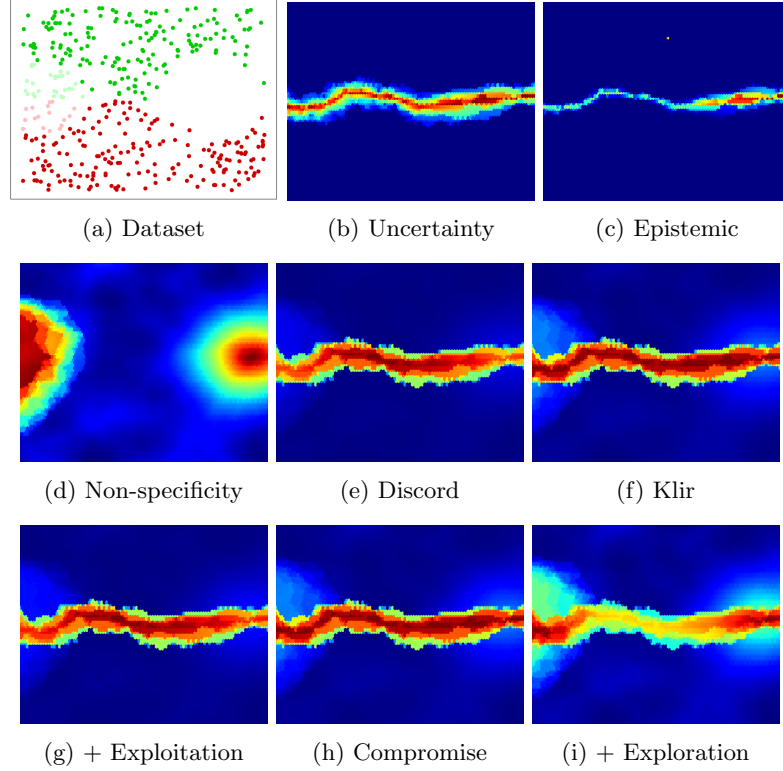 (a) Dataset
(b) Uncertainty
(c) Epistemic
(d) Non-specificity
(e) Discord
(f) Klir
(g) + Exploitation
(h) Compromise
(i) + Exploration